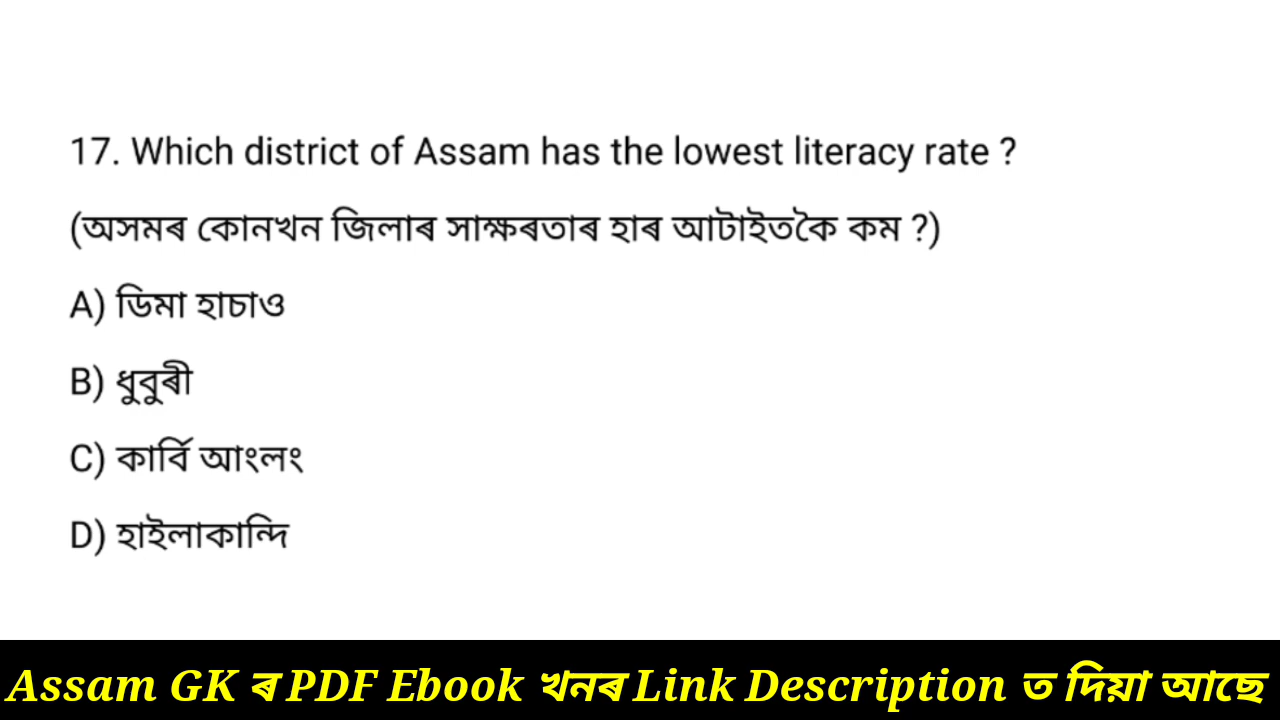 17. Which district of Assam has the lowest literacy rate ?
(অসমৰ কোনখন জিলাৰ সাক্ষৰতাৰ হাৰ আটাইতকৈ কম ?)
A) ডিমা হাচাও
B) ধুবুৰী
C) কাৰ্বি আংলং
D) হাইলাকান্দি
Assam GK ৰ PDF Ebook খনৰ Link Description ত দিয়া আছে